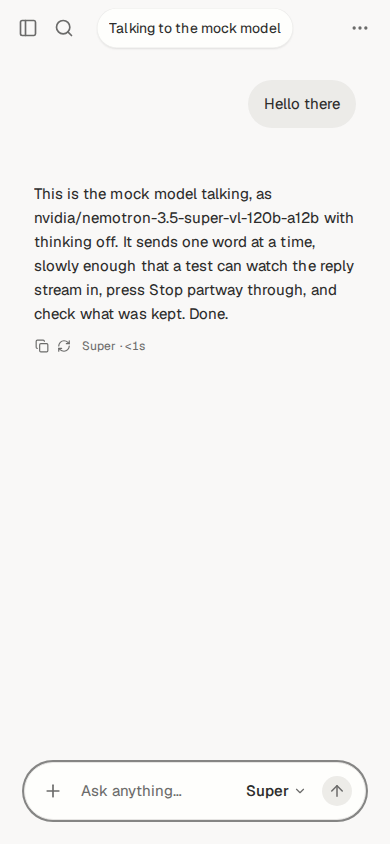 Talking to the mock model
Hello there
This is the mock model talking, as
nvidia/nemotron-3.5-super-vl-120b-a12b with
thinking off. It sends one word at a time,
slowly enough that a test can watch the reply
stream in, press Stop partway through, and
check what was kept. Done.
Super · <1s
Ask anything...
Super